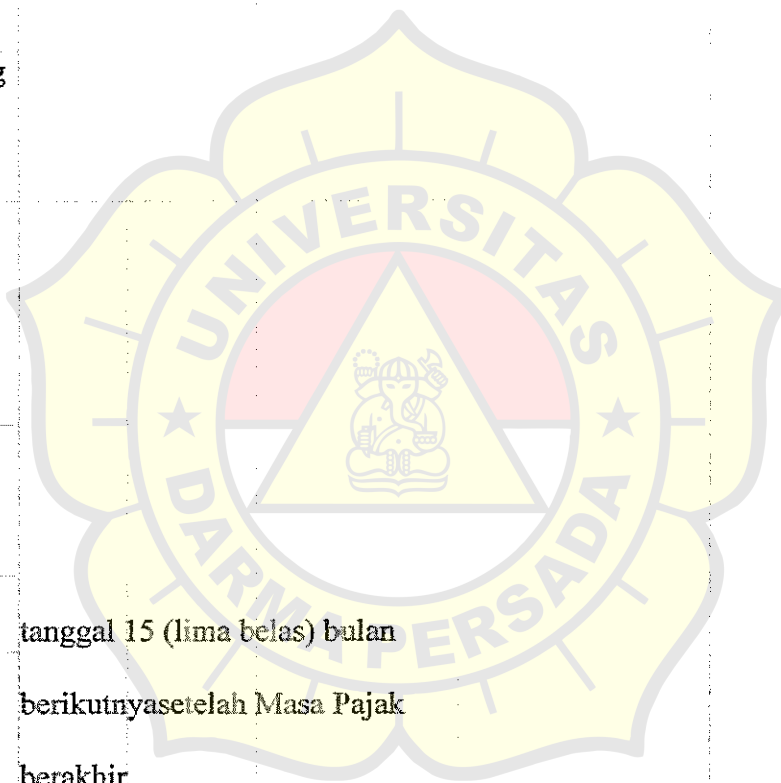 g
UNIVERSITAS
DARMA PERSADA
tanggal 15 (lima belas) bulan
berikutnyasetelah Masa Pajak
berakhir